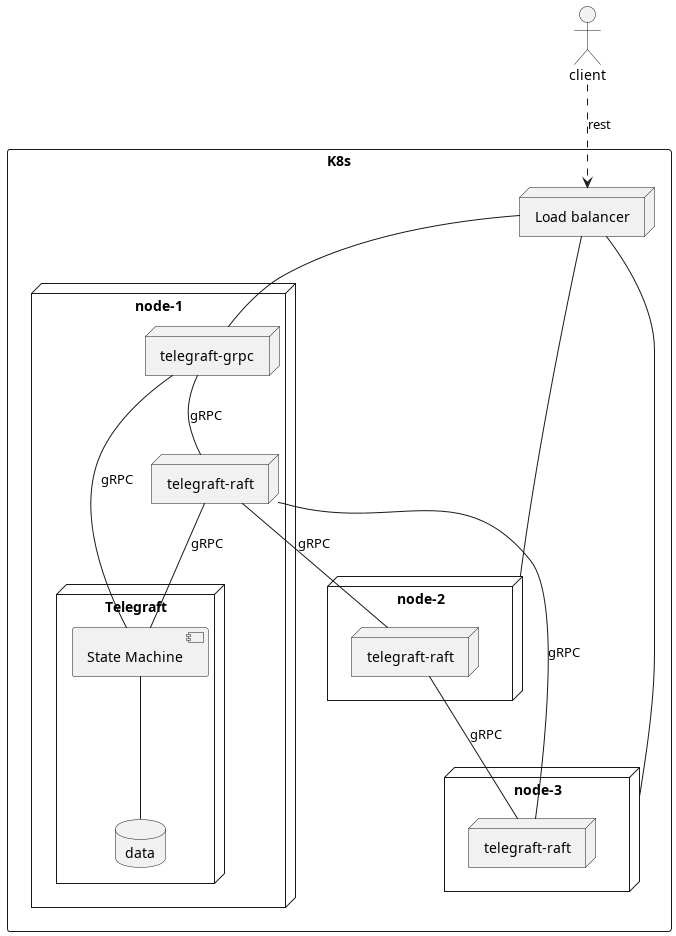 client
rest
K8s
Load balancer
node-1
telegraft-grpc
gRPC
gRPC
telegraft-raft
gRPC
gRPC
Telegraft
State Machine
node-2
telegraft-raft
gRPC
gRPC
node-3
telegraft-raft
data